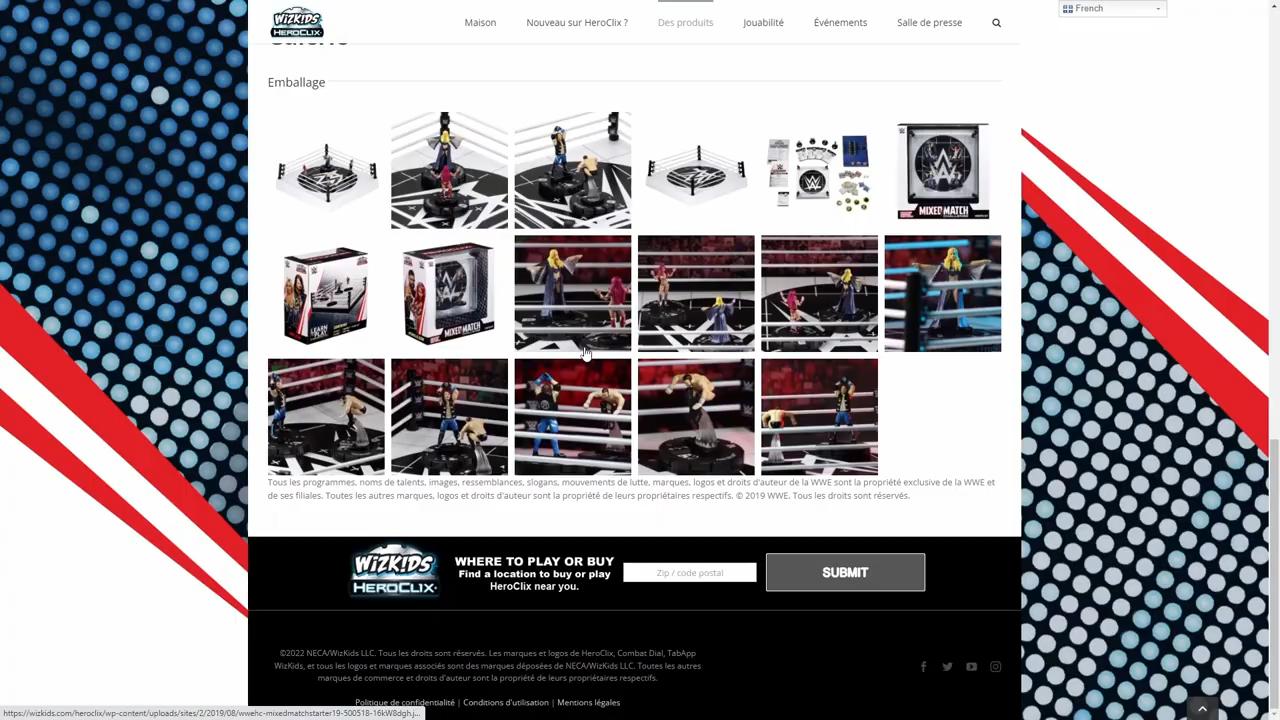 WIZKIDS
HEROCLIX
Maison
Nouveau sur HeroClix ?
Des produits
Jouabilité
Événements
Salle de presse
French
Emballage
MIXED MATCH
LEARN
PLAY
MIXED MATCH
Tous les programmes, noms de talents, images, ressemblances, slogans, mouvements de lutte, marques, logos et droits d'auteur de la WWE sont la propriété exclusive de la WWE et
de ses filiales. Toutes les autres marques, logos et droits d'auteur sont la propriété de leurs propriétaires respectifs. © 2019 WWE. Tous les droits sont réservés.
WIZKIDS
HEROCLIX
WHERE TO PLAY OR BUY
Find a location to buy or play
HeroClix near you.
Zip / code postal
SUBMIT
©2022 NECA/WizKids LLC. Tous les droits sont réservés. Les marques et logos de HeroClix, Combat Dial, TabApp
WizKids, et tous les logos et marques associés sont des marques déposées de NECA/WizKids LLC. Toutes les autres
marques de commerce et droits d'auteur sont la propriété de leurs propriétaires respectifs.
Politique de confidentialité | Conditions d'utilisation | Mentions légales
https://wizkids.com/heroclix/wp-content/uploads/sites/2/2019/08/wwehc-mixedmatchstarter19-500518-16kW8dgh.j...